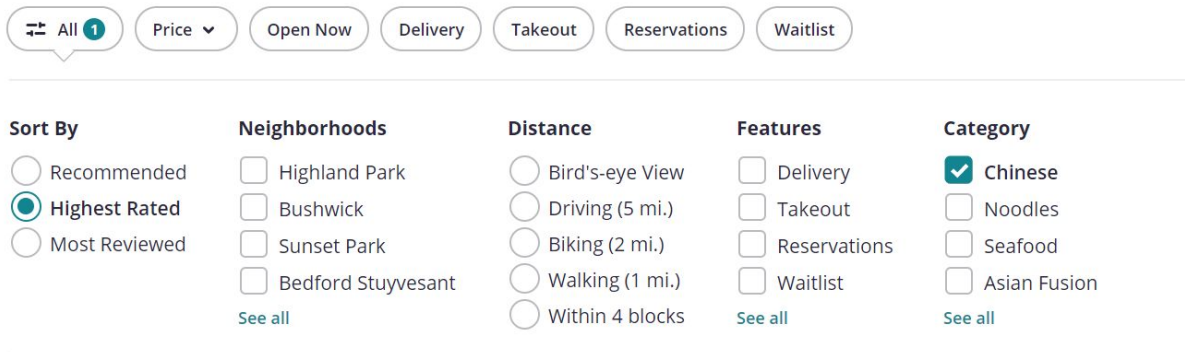 All 1 Price Open Now Delivery Takeout Reservations Waitlist
Sort By
Recommended
Highest Rated
Most Reviewed
Neighborhoods
Highland Park
Bushwick
Sunset Park
Bedford Stuyvesant
See all
Distance
Bird's-eye View
Driving (5 mi.)
Biking (2 mi.)
Walking (1 mi.)
Within 4 blocks
Features
Delivery
Takeout
Reservations
Waitlist
See all
Category
Chinese
Noodles
Seafood
Asian Fusion
See all